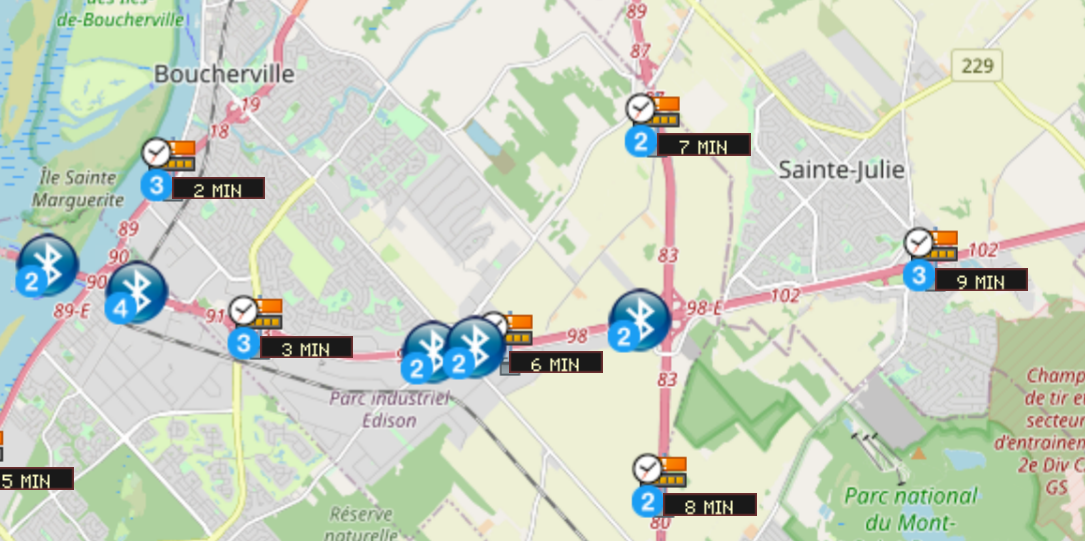 des Îles-
de-Boucherville
89
87
229
Boucherville
19
18
2
7 MIN
Sainte-Julie
3
2 MIN
Île Sainte
Marguerite
89
90
2
90
83
102
3
9 MIN
4
89-E
91
102
98-E
3
3 MIN
98
2
2
2
6 MIN
83
Parc industriel
Edison
Champ
de tir et
secteur
d'entrainem
2e Div C
GS
5 MIN
2
8 MIN
80
Parc national
du Mont-
Réserve
naturelle